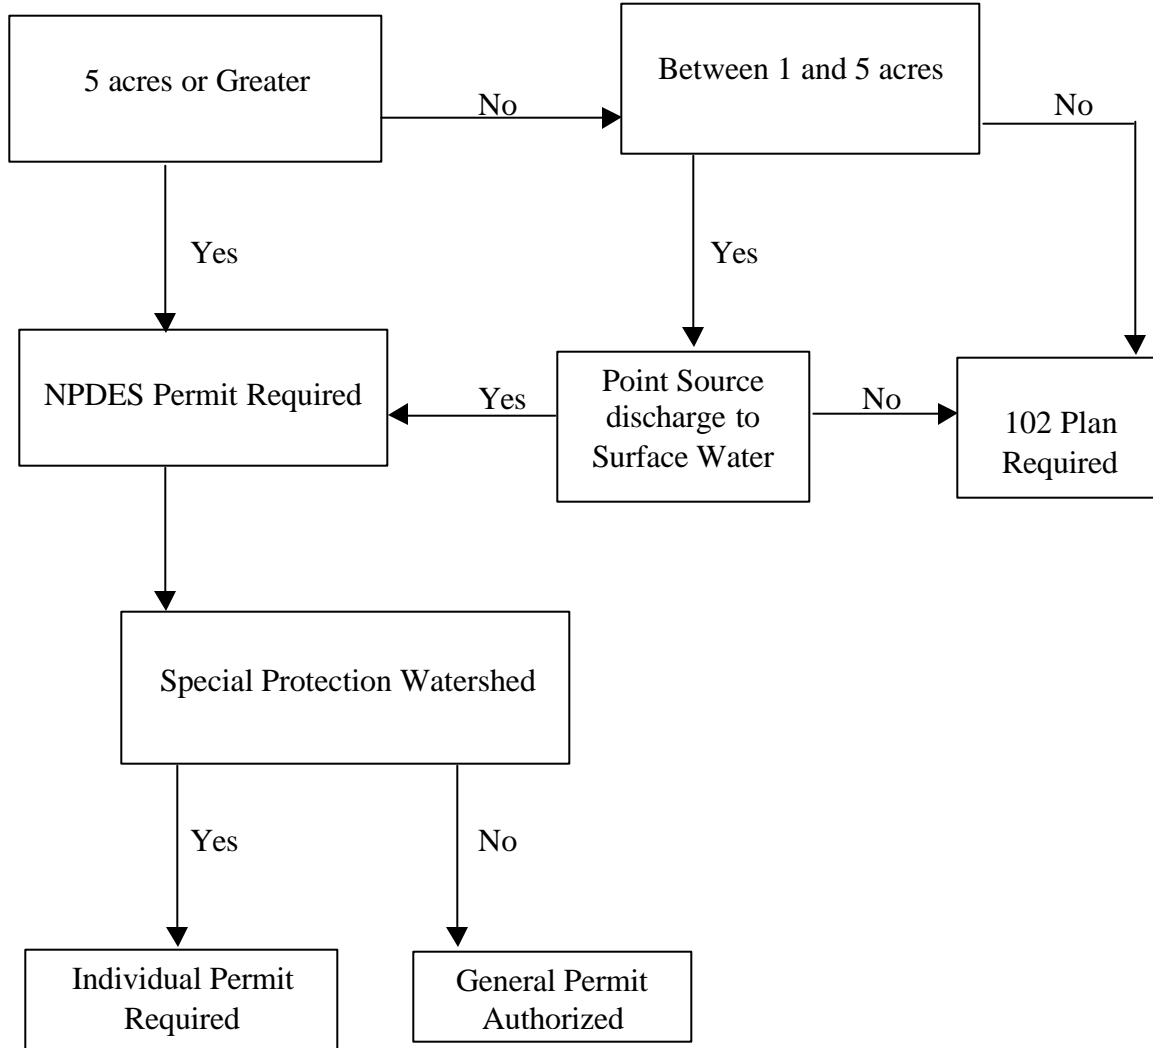 5 acres or Greater
Between 1 and 5 acres
No
No
Yes
Yes
NPDES Permit Required
Yes
Point Source
discharge to
Surface Water
No
102 Plan
Required
Special Protection Watershed
Yes
No
Individual Permit
Required
General Permit
Authorized